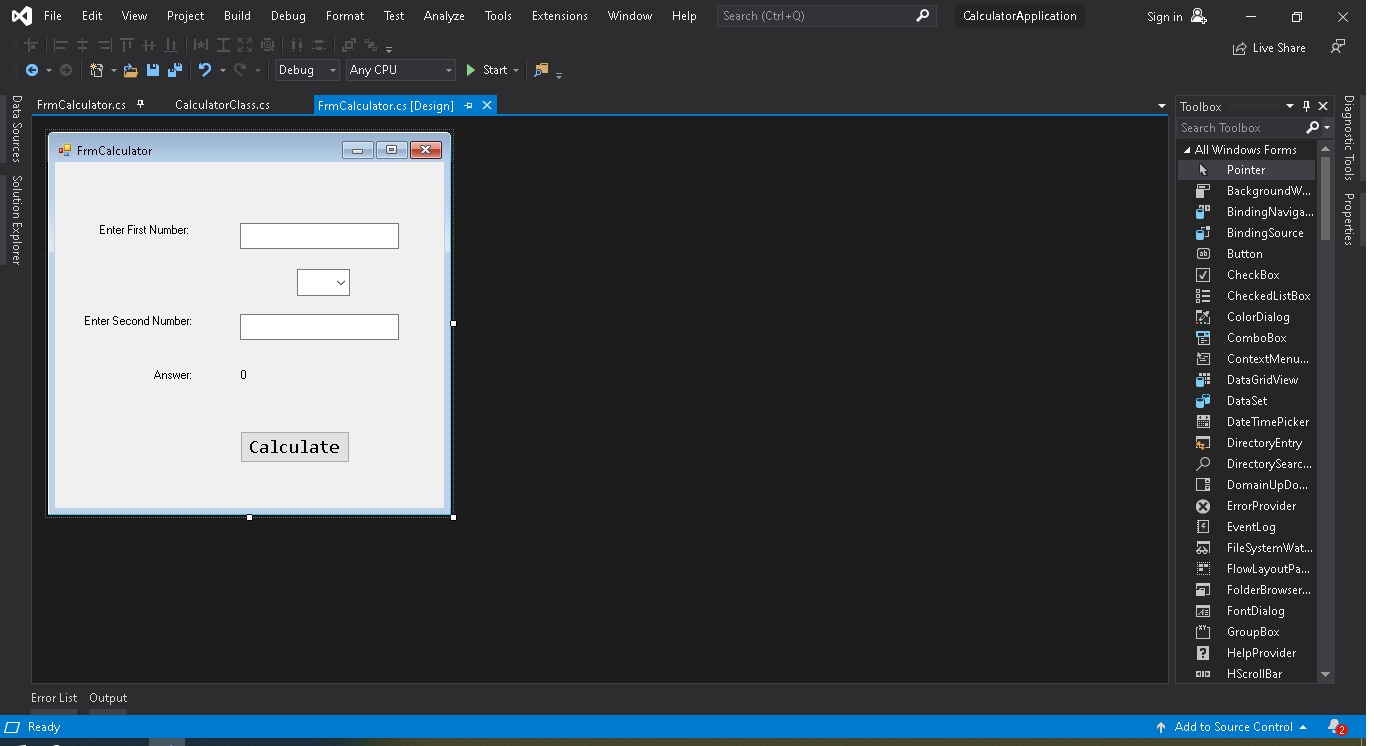 File Edit View Project Build Debug Format Test Analyze Tools Extensions Window Help Search (Ctrl+Q) CalculatorApplication Sign in
Live Share
Debug Any CPU Start
FrmCalculator.cs CalculatorClass.cs FrmCalculator.cs [Design]
Data Sources
Solution Explorer
FrmCalculator
Enter First Number:
Enter Second Number:
Answer: 0
Calculate
Toolbox
Search Toolbox
All Windows Forms
Pointer
BackgroundW...
BindingNaviga...
BindingSource
Button
CheckBox
CheckedListBox
ColorDialog
ComboBox
ContextMenu...
DataGridView
DataSet
DateTimePicker
DirectoryEntry
DirectorySearc...
DomainUpDo...
ErrorProvider
EventLog
FileSystemWat...
FlowLayoutPa...
FolderBrowser...
FontDialog
GroupBox
HelpProvider
HScrollBar
Diagnostic Tools
Properties
Error List Output
Ready Add to Source Control 2